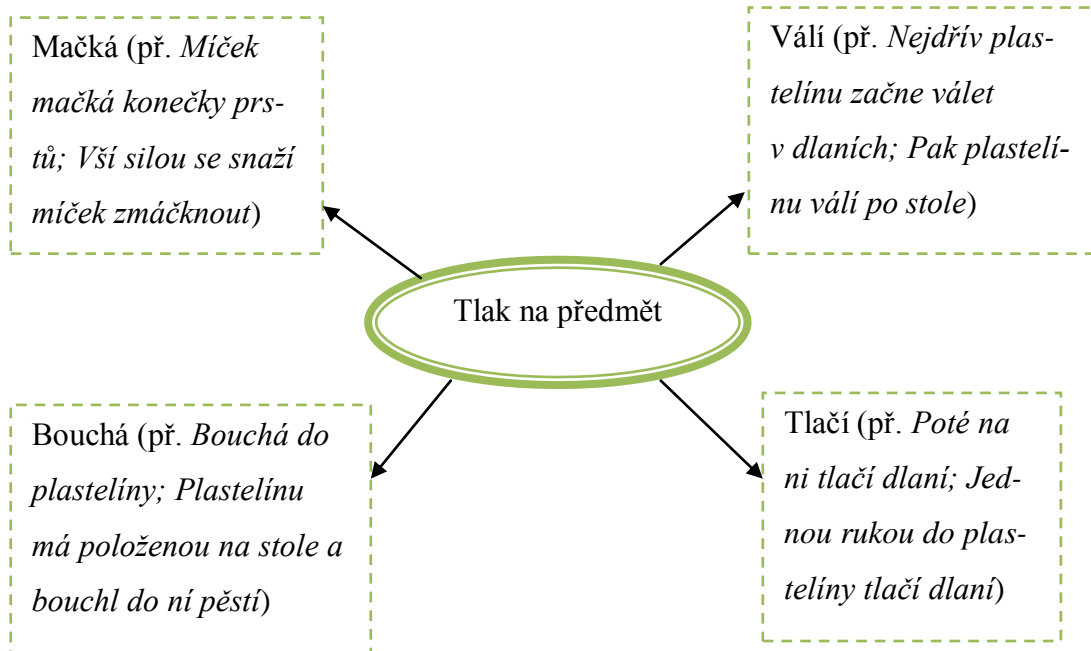 Mačká (př. Míček
mačká konečky prs-
tů; Vší silou se snaží
míček zmáčknout)
Válí (př. Nejdřív plas-
telínu začne válet
v dlaních; Pak plastelí-
nu válí po stole)
Tlak na předmět
Bouchá (př. Bouchá do
plastelíny; Plastelínu
má položenou na stole a
bouchl do ní pěstí)
Tlačí (př. Poté na
ni tlačí dlaní; Jed-
nou rukou do plas-
telíny tlačí dlaní)